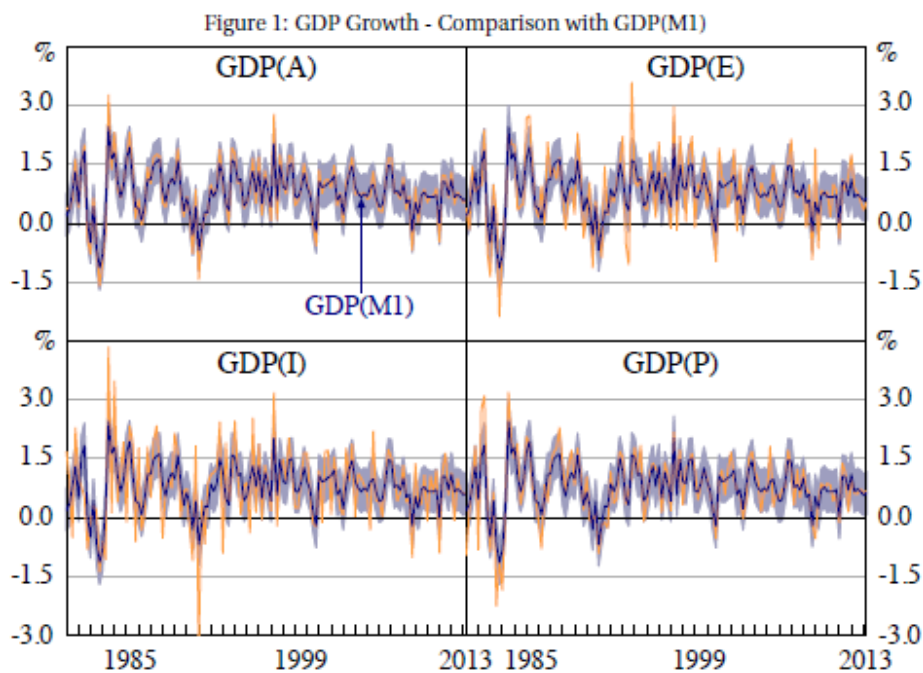 Figure 1: GDP Growth - Comparison with GDP(M1)
% %
GDP(A) GDP(E)
3.0 3.0
1.5 1.5
0.0 0.0
-1.5 -1.5
GDP(M1)
% %
GDP(I) GDP(P)
3.0 3.0
1.5 1.5
0.0 0.0
-1.5 -1.5
-3.0 -3.0
1985 1999 2013 1985 1999 2013